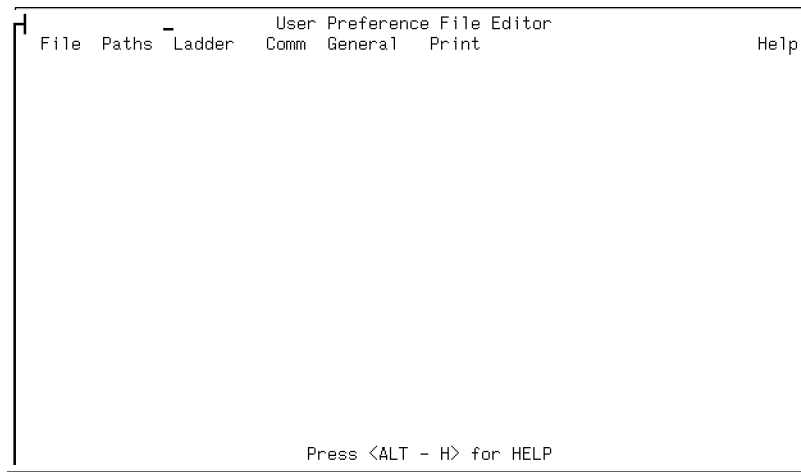 User Preference File Editor
File Paths Ladder Comm General Print Help
Press <ALT - H> for HELP